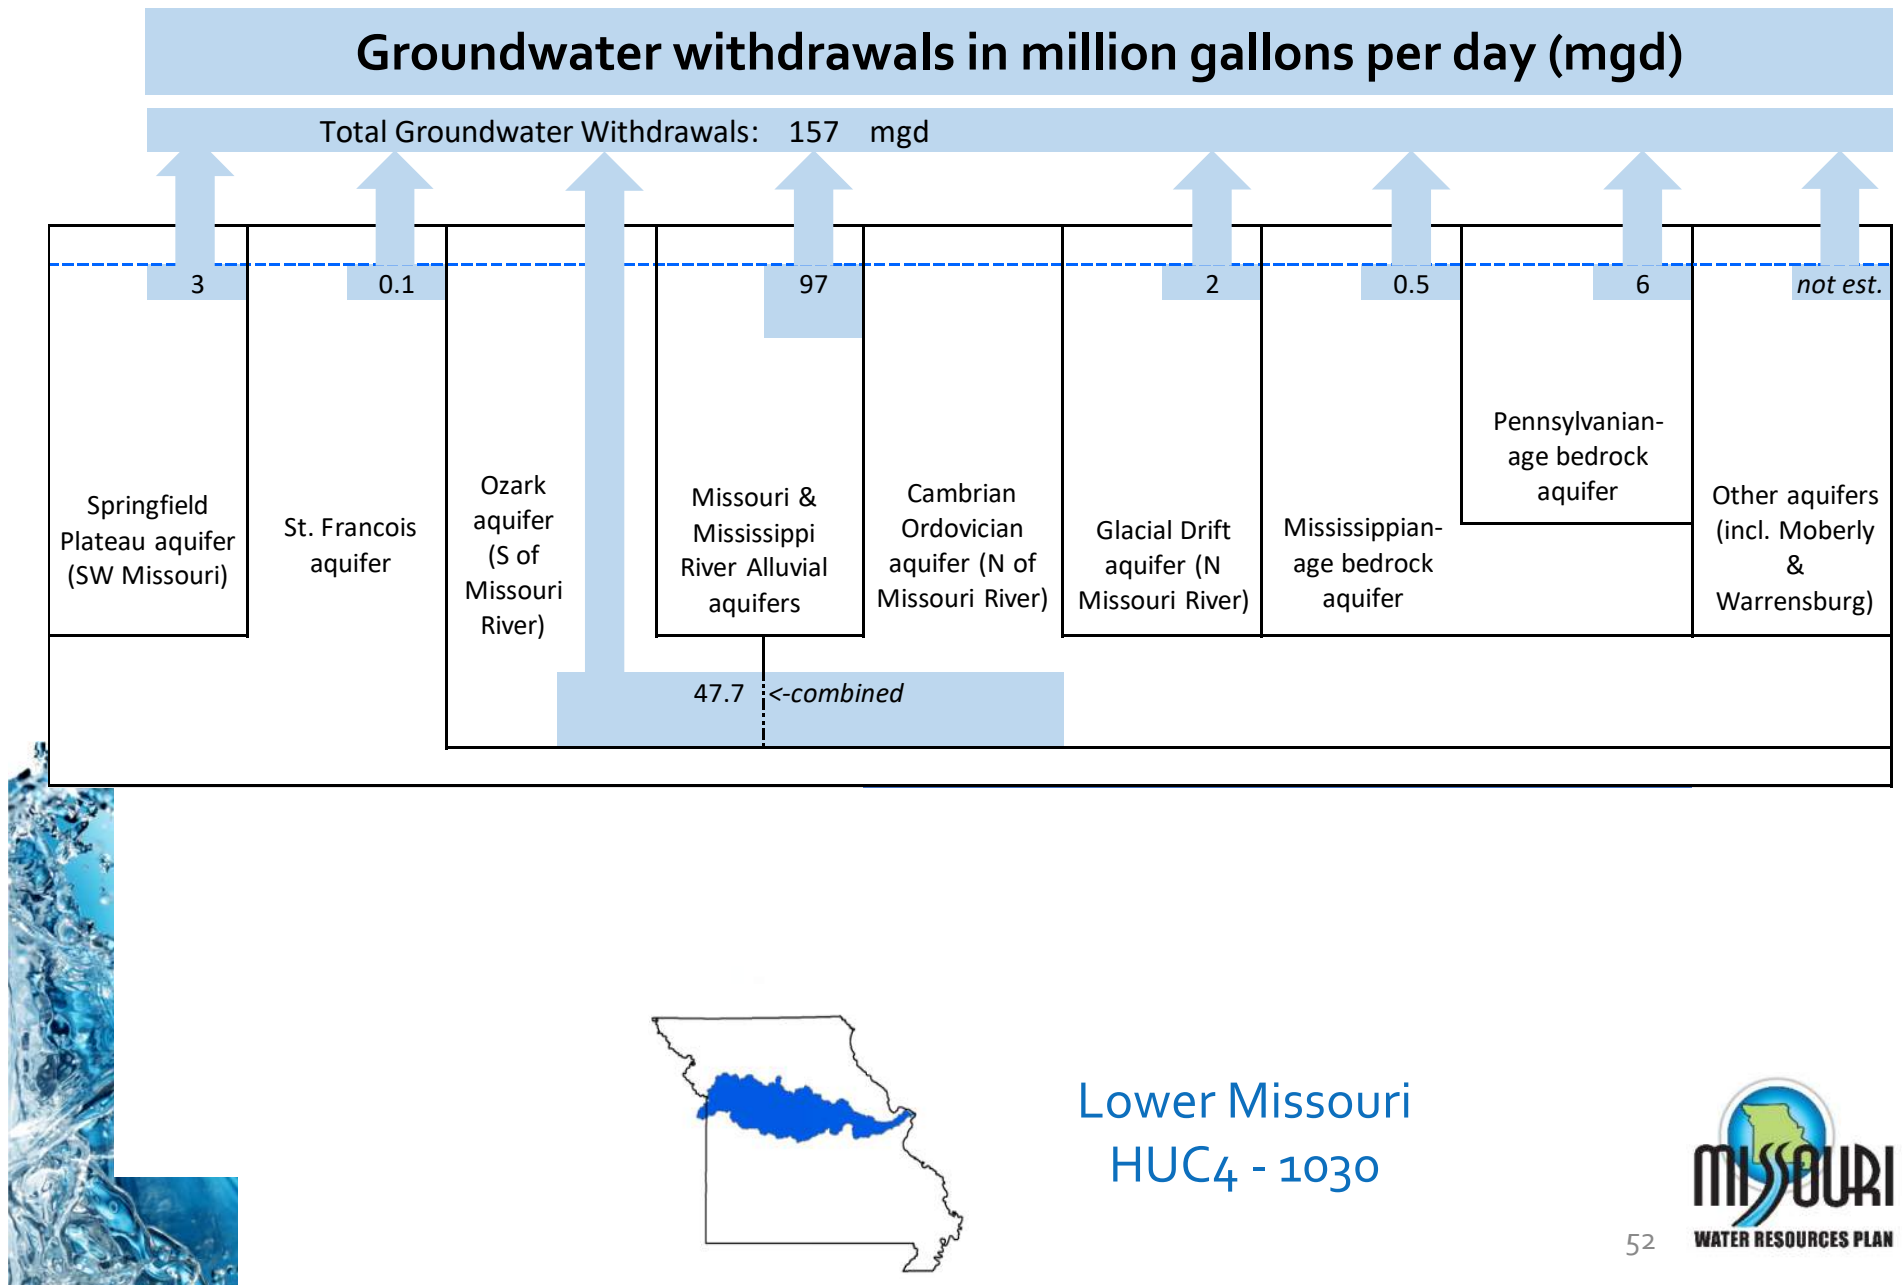 Groundwater withdrawals in million gallons per day (mgd)
Total Groundwater Withdrawals: 157 mgd
3
0.1
97
2
0.5
6
not est.
Springfield
Plateau aquifer
(SW Missouri)
St. Francois
aquifer
Ozark
aquifer
(S of
Missouri
River)
Missouri &
Mississippi
River Alluvial
aquifers
Cambrian
Ordovician
aquifer (N of
Missouri River)
Glacial Drift
aquifer (N
Missouri River)
Mississippian-
age bedrock
aquifer
Pennsylvanian-
age bedrock
aquifer
Other aquifers
(incl. Moberly
&
Warrensburg)
47.7 <-combined
Lower Missouri
HUC4 - 1030
52
MISSOURI
WATER RESOURCES PLAN